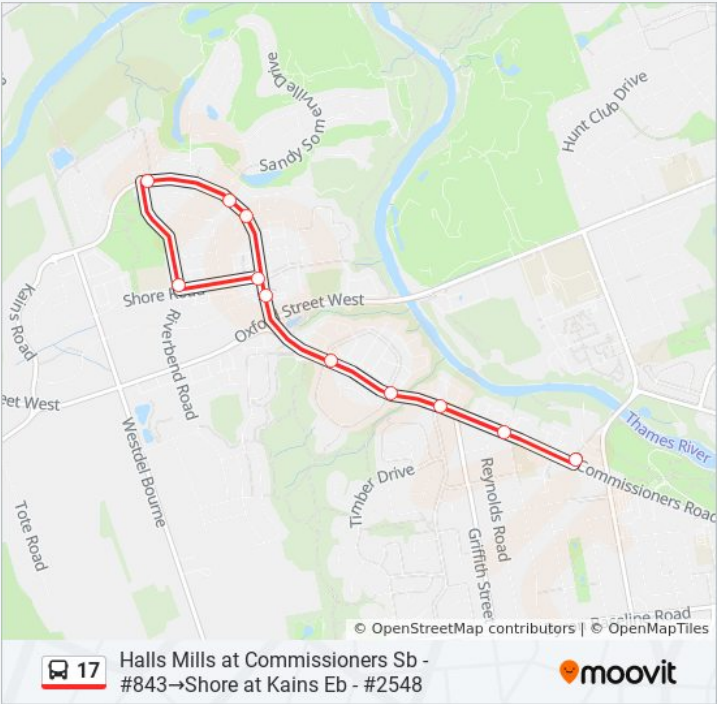 Sandy Somerville Drive
Hunt Club Drive
Kains Road
Shore Road
Riverbend Road
Oxford Street West
eet West
Westdel Bourne
Tote Road
Timber Drive
Reynolds Road
Griffith Street
Thames River
Commissioners Road
Baseline Road
© OpenStreetMap contributors | © OpenMapTiles
17
Halls Mills at Commissioners Sb -
#843→Shore at Kains Eb - #2548
moovit